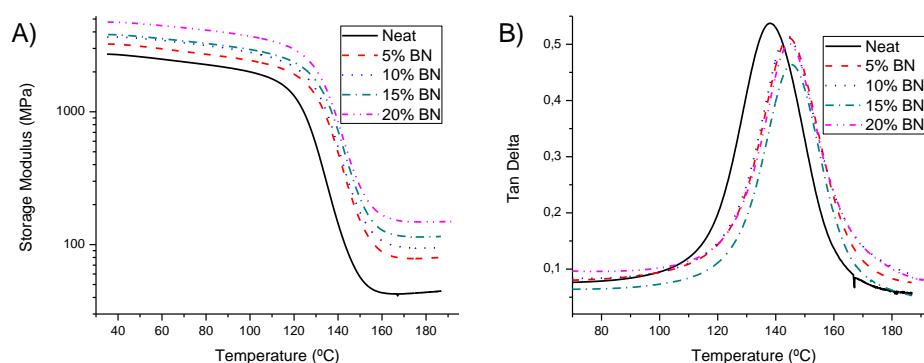 A)
Neat
5% BN
10% BN
15% BN
20% BN
1000
100
Storage Modulus (MPa)
40 60 80 100 120 140 160 180
Temperature (ºC)
B)
Neat
5% BN
10% BN
15% BN
20% BN
0,5
0,4
0,3
0,2
0,1
Tan Delta
80 100 120 140 160 180
Temperature (ºC)